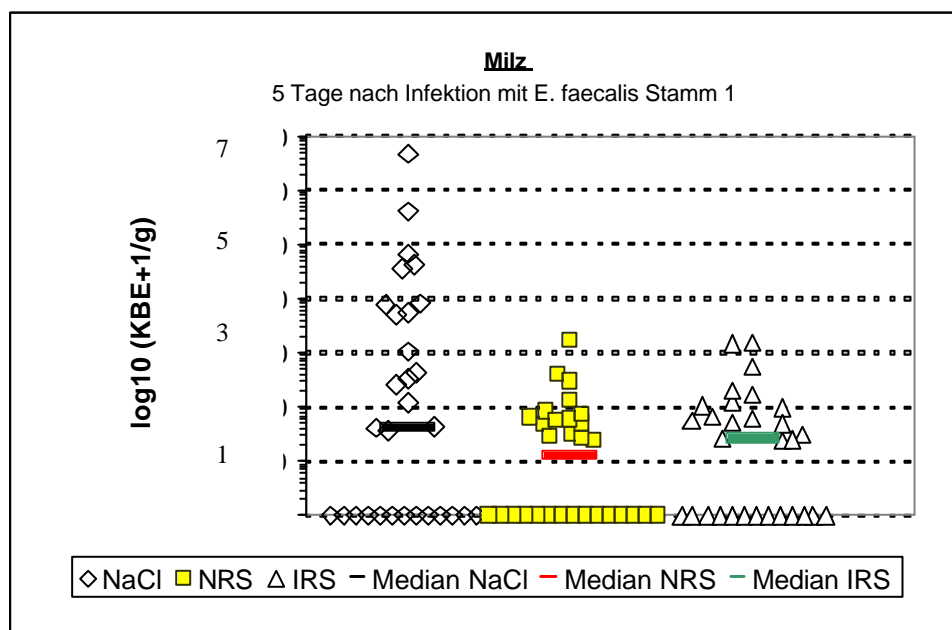 Milz
5 Tage nach Infektion mit E. faecalis Stamm 1
log10 (KBE+1/g)
7
5
3
1
NaCl NRS IRS Median NaCl Median NRS Median IRS